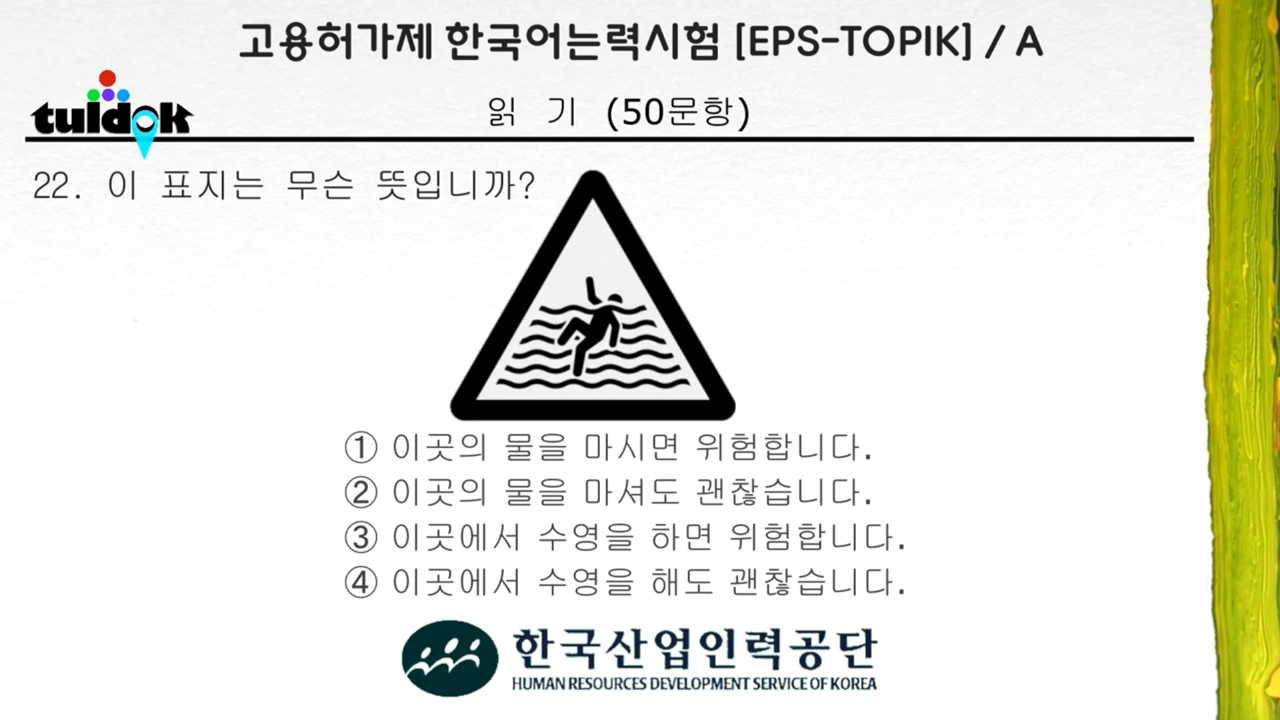 고용허가제 한국어능력시험 [EPS-TOPIK] / A
tuldok
읽 기 (50문항)
22. 이 표지는 무슨 뜻입니까?
① 이곳의 물을 마시면 위험합니다.
② 이곳의 물을 마셔도 괜찮습니다.
③ 이곳에서 수영을 하면 위험합니다.
④ 이곳에서 수영을 해도 괜찮습니다.
한국산업인력공단
HUMAN RESOURCES DEVELOPMENT SERVICE OF KOREA